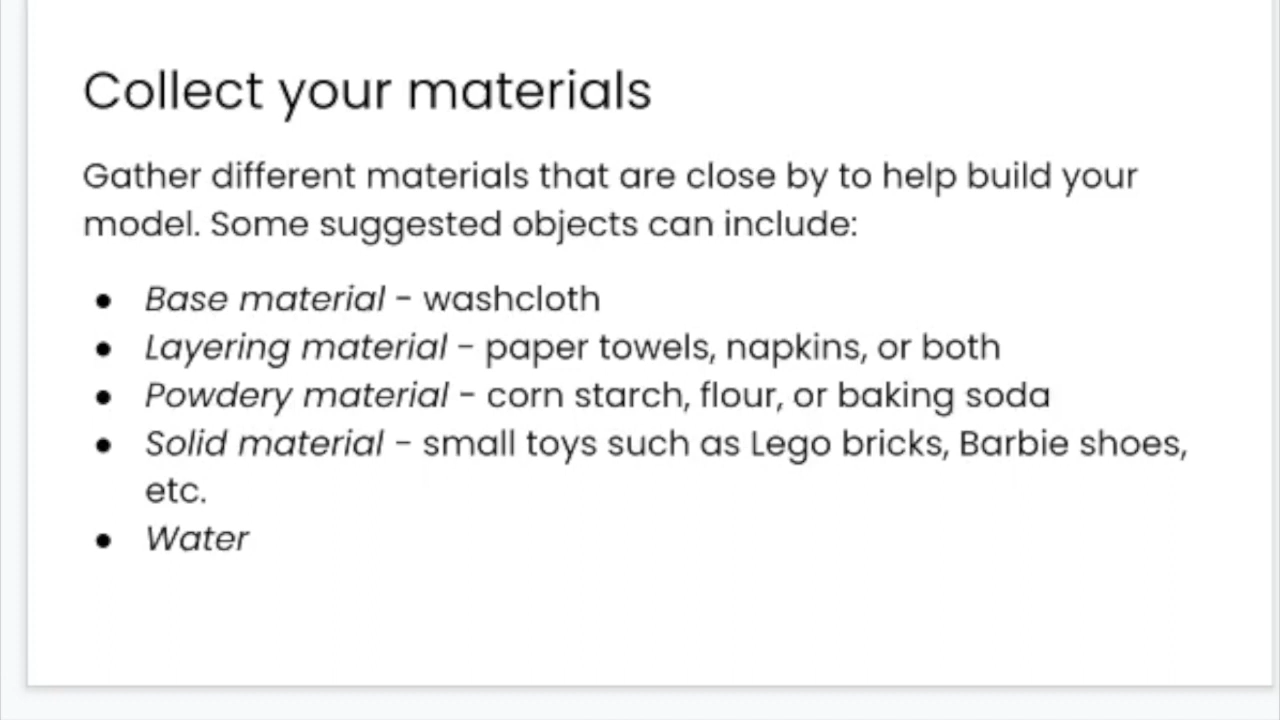 Collect your materials
Gather different materials that are close by to help build your
model. Some suggested objects can include:
● Base material - washcloth
● Layering material - paper towels, napkins, or both
● Powdery material - corn starch, flour, or baking soda
● Solid material - small toys such as Lego bricks, Barbie shoes,
etc.
● Water